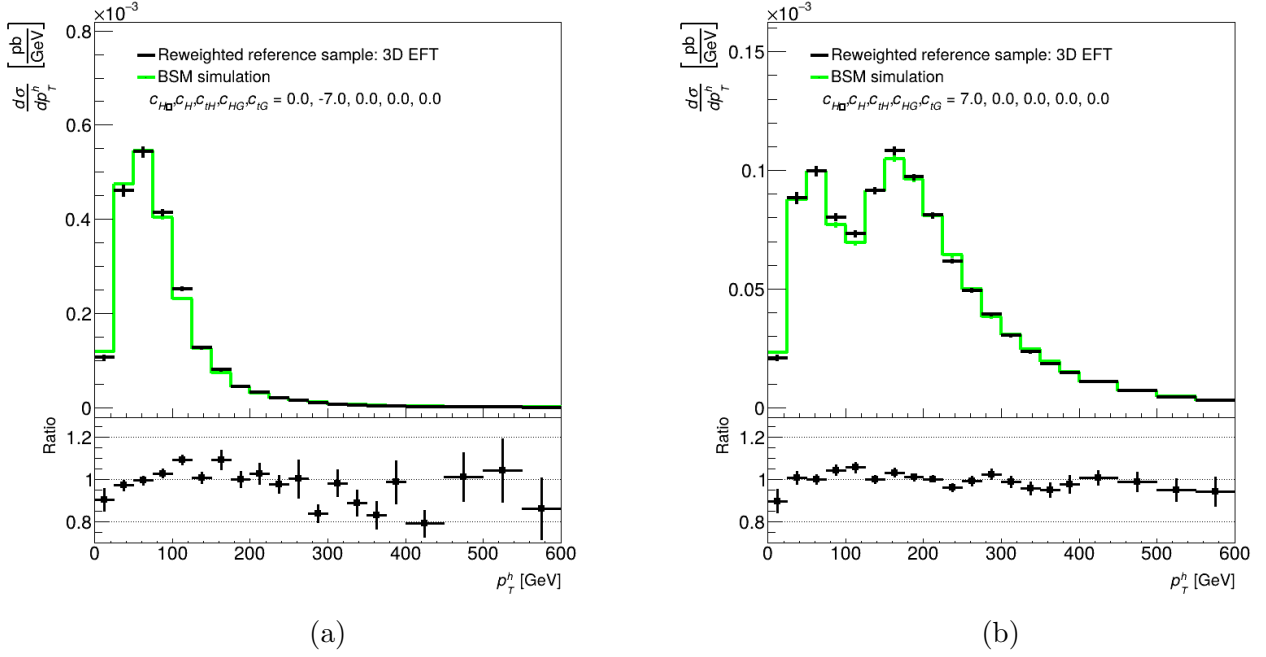 ×10⁻³
dσ/dp_T^h [pb/GeV]
0.8
0.6
0.4
0.2
0
Reweighted reference sample: 3D EFT
BSM simulation
c_H□,c_H,c_tH,c_HG,c_tG = 0.0, -7.0, 0.0, 0.0, 0.0
Ratio
1.2
1
0.8
0 100 200 300 400 500 600
p_T^h [GeV]
(a)
×10⁻³
dσ/dp_T^h [pb/GeV]
0.15
0.1
0.05
0
Reweighted reference sample: 3D EFT
BSM simulation
c_H□,c_H,c_tH,c_HG,c_tG = 7.0, 0.0, 0.0, 0.0, 0.0
Ratio
1.2
1
0.8
0 100 200 300 400 500 600
p_T^h [GeV]
(b)